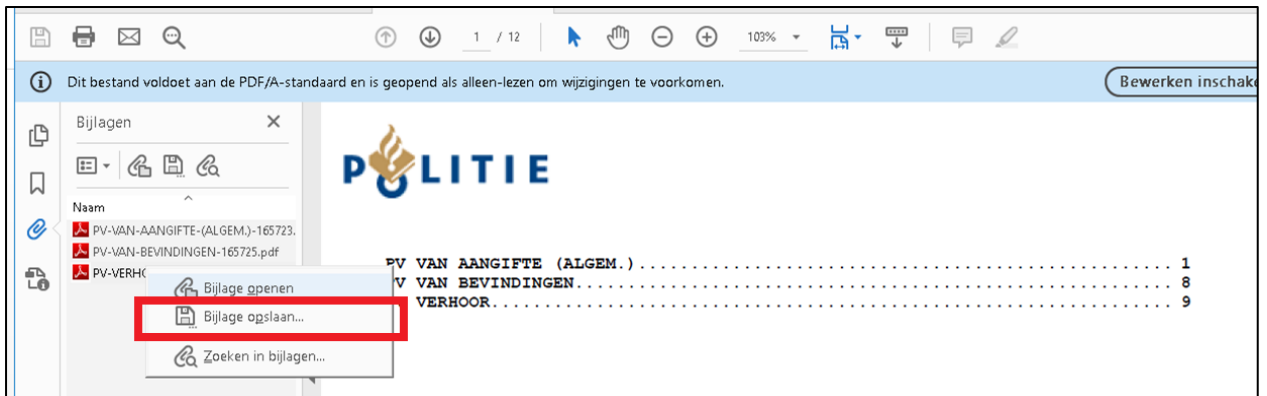 1 / 12 103%
Dit bestand voldoet aan de PDF/A-standaard en is geopend als alleen-lezen om wijzigingen te voorkomen. Bewerken inschake
Bijlagen
POLITIE
Naam
PV-VAN-AANGIFTE-(ALGEM.)-165723.
PV-VAN-BEVINDINGEN-165725.pdf
PV-VERHO
Bijlage openen
Bijlage opslaan...
Zoeken in bijlagen...
PV VAN AANGIFTE (ALGEM.)................................................... 1
PV VAN BEVINDINGEN......................................................... 8
VERHOOR.................................................................... 9